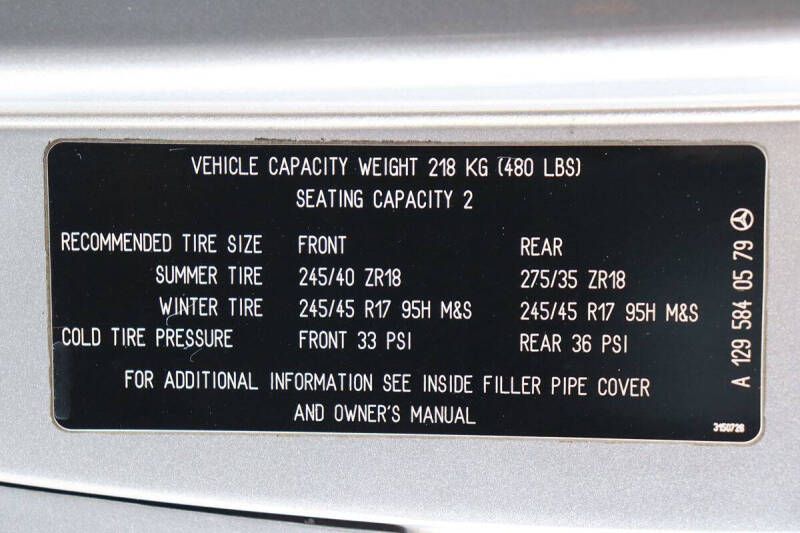 VEHICLE CAPACITY WEIGHT 218 KG (480 LBS)
SEATING CAPACITY 2
RECOMMENDED TIRE SIZE FRONT REAR
SUMMER TIRE 245/40 ZR18 275/35 ZR18
WINTER TIRE 245/45 R17 95H M&S 245/45 R17 95H M&S
COLD TIRE PRESSURE FRONT 33 PSI REAR 36 PSI
FOR ADDITIONAL INFORMATION SEE INSIDE FILLER PIPE COVER
AND OWNER'S MANUAL
A 129 584 05 79
3150726